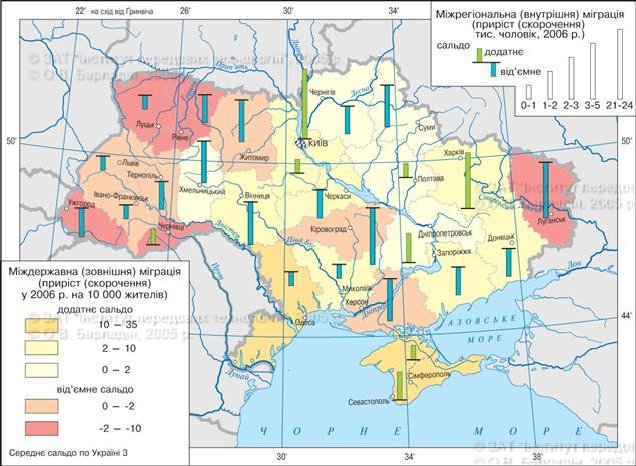 22° на схід від Грінвіча
26°
30°
34°
Міжрегіональна (внутрішня) міграція
(приріст (скорочення)
тис. чоловік, 2006 р.)
сальдо
додатнє
від'ємне
0-1
1-2
2-3
3-5
21-24
© ЗАТ "Інститут передових технологій", 2005 р.
© О.В. Барладін, 2005 р.
Прип'ять
Десна
Чернігів
Луцьк
Рівне
Суми
50°
50°
КИЇВ
Житомир
Харків
Львів
Тернопіль
Хмельницький
Полтава
Вінниця
Івано-Франківськ
Черкаси
Ужгород
Луганськ
Чернівці
Кіровоград
Дніпропетровськ
Донецьк
Запоріжжя
Дністер
Прут
Дон
Миколаїв
Херсон
Дніпро
Одеса
АЗОВСЬКЕ
МОРЕ
44°
Дунай
Сімферополь
Севастополь
Міждержавна (зовнішня) міграція
(приріст (скорочення)
у 2006 р. на 10 000 жителів)
додатнє сальдо
10 – 35
2 – 10
0 – 2
від'ємне сальдо
0 – -2
-2 – -10
Середнє сальдо по Україні 3
ЧОРНЕ МОРЕ
30°
34°
38°